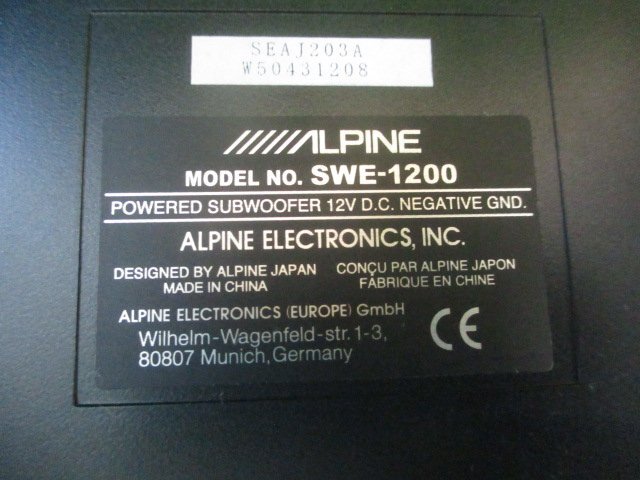 SEAJ203A
W50431208
ALPINE
MODEL NO. SWE-1200
POWERED SUBWOOFER 12V D.C. NEGATIVE GND.
ALPINE ELECTRONICS, INC.
DESIGNED BY ALPINE JAPAN
MADE IN CHINA
CONÇU PAR ALPINE JAPON
FABRIQUE EN CHINE
ALPINE ELECTRONICS (EUROPE) GmbH
Wilhelm-Wagenfeld-str. 1-3,
80807 Munich,Germany
CE